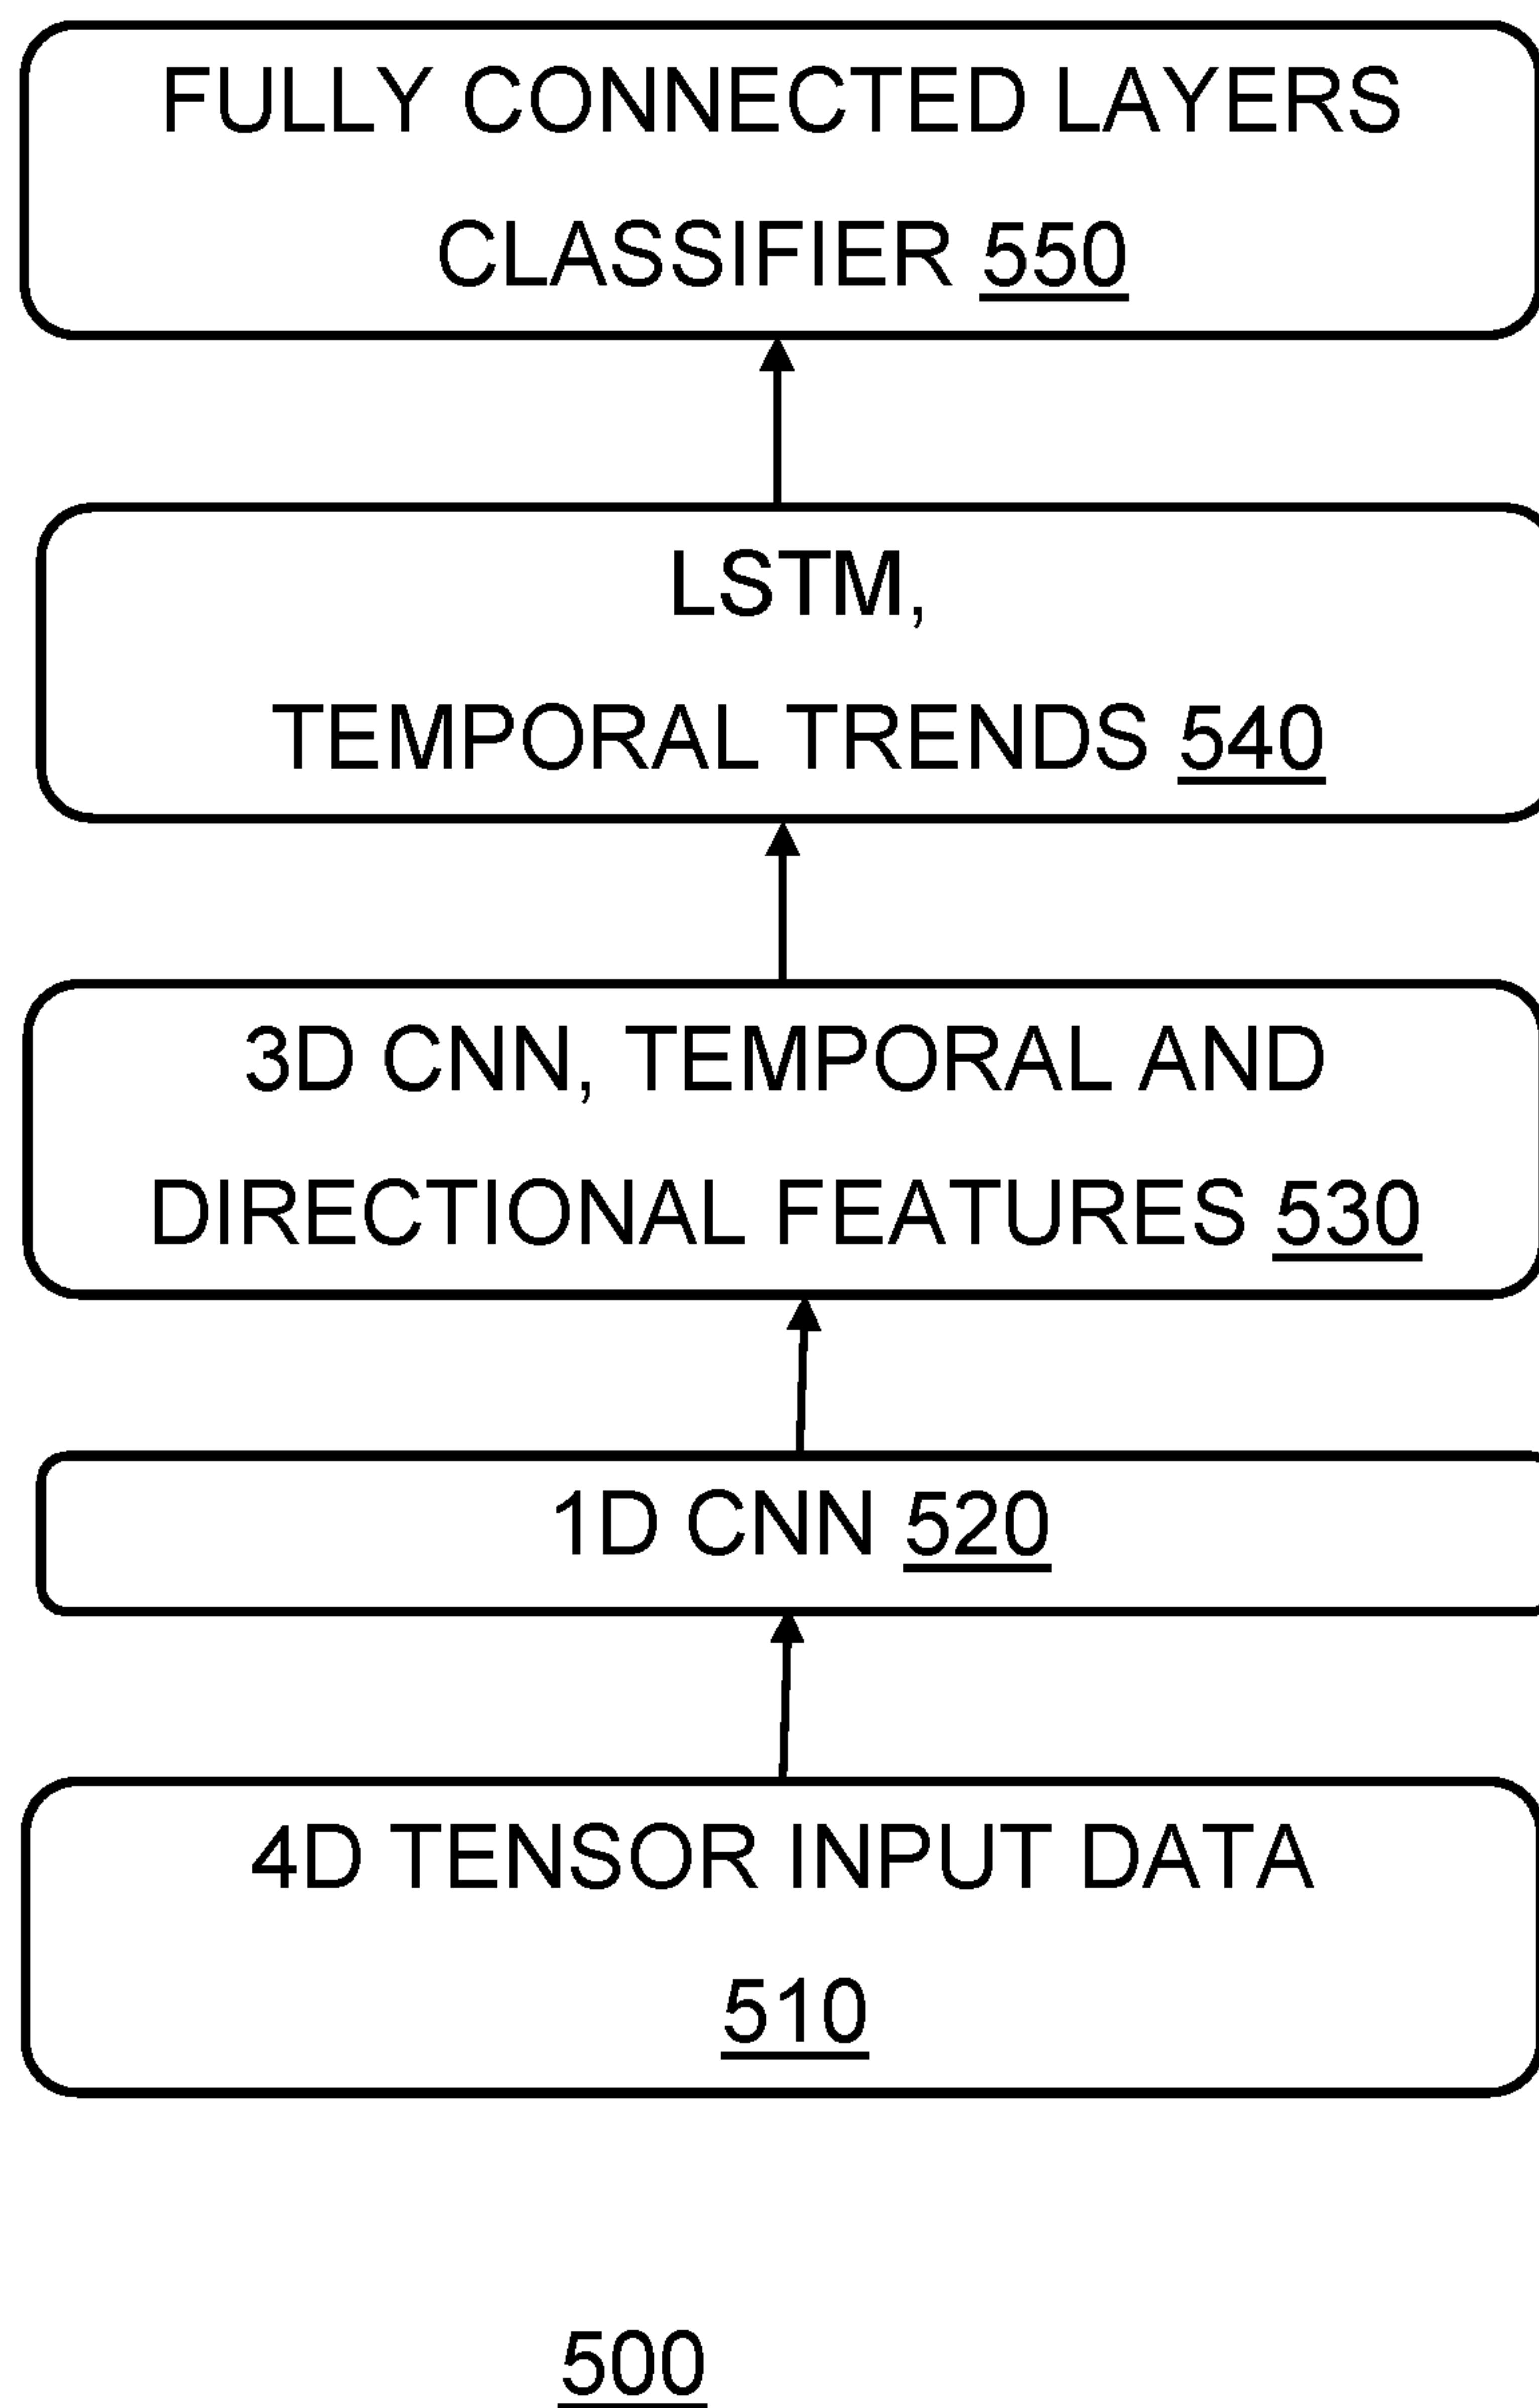 FULLY CONNECTED LAYERS
CLASSIFIER 550
LSTM,
TEMPORAL TRENDS 540
3D CNN, TEMPORAL AND
DIRECTIONAL FEATURES 530
1D CNN 520
4D TENSOR INPUT DATA
510
500